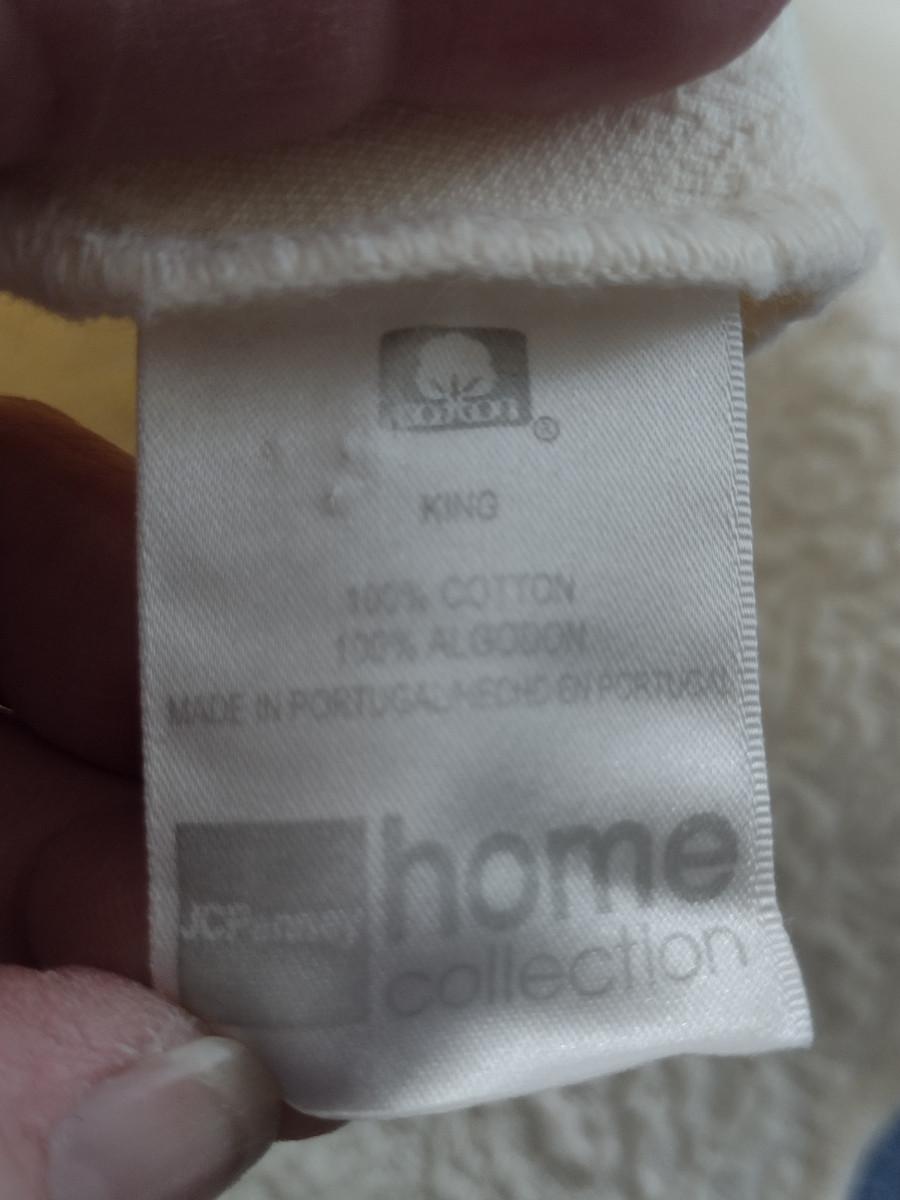 cotton
®
KING
100% COTTON
100% ALGODON
MADE IN PORTUGAL/HECHO EN PORTUGAL
JCPenney
home
collection